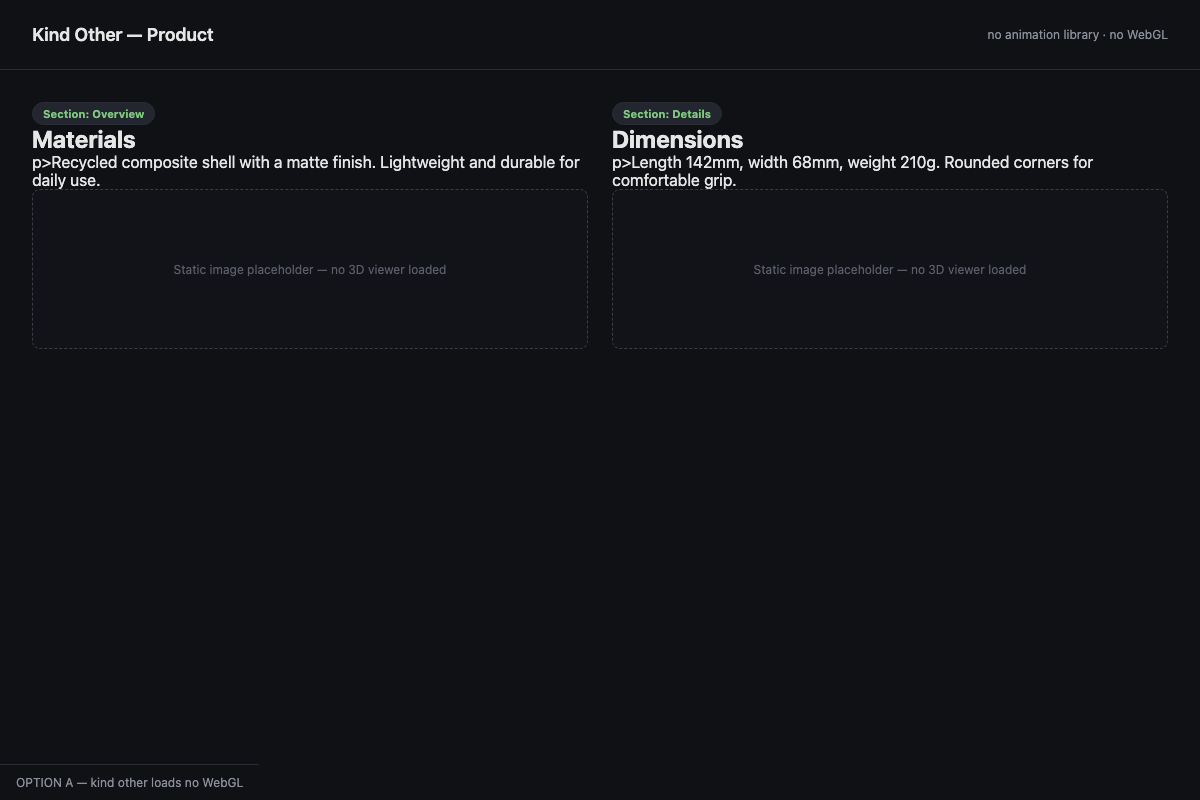 Kind Other — Product
no animation library · no WebGL
Section: Overview
Materials
p>Recycled composite shell with a matte finish. Lightweight and durable for
daily use.
Static image placeholder — no 3D viewer loaded
Section: Details
Dimensions
p>Length 142mm, width 68mm, weight 210g. Rounded corners for
comfortable grip.
Static image placeholder — no 3D viewer loaded
OPTION A — kind other loads no WebGL